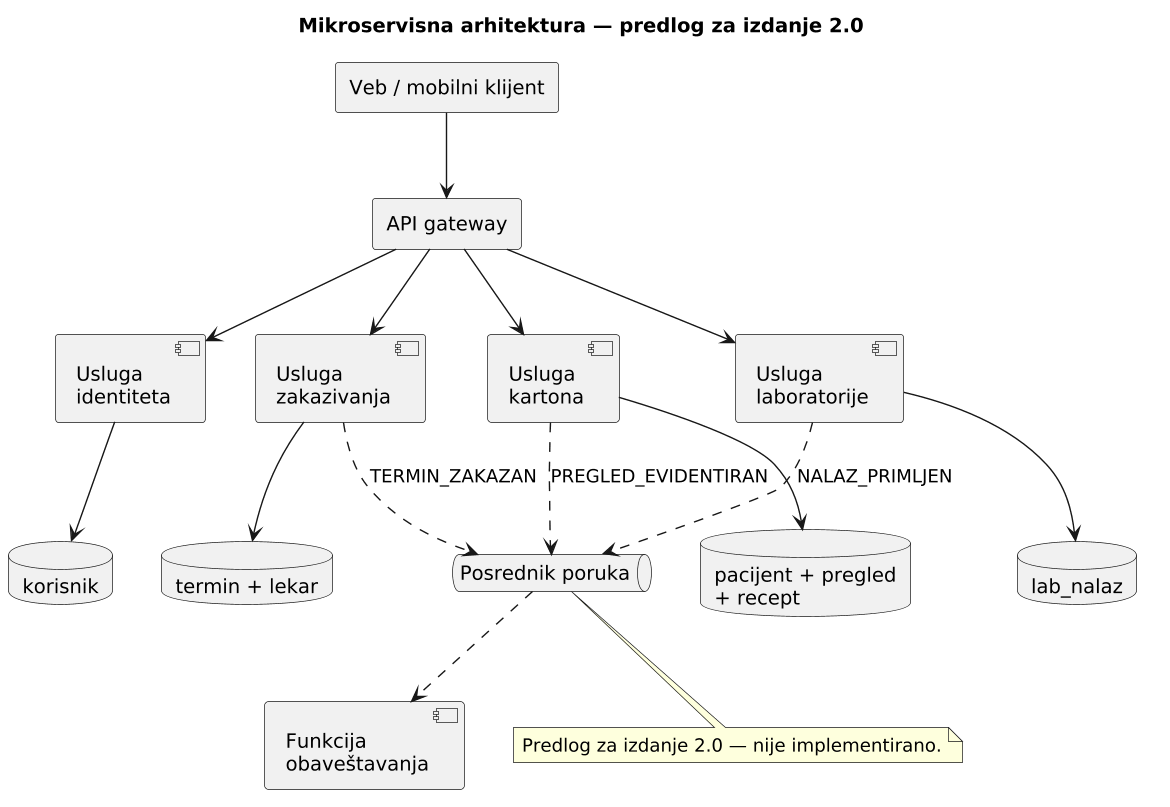 Mikroservisna arhitektura — predlog za izdanje 2.0
Veb / mobilni klijent
API gateway
Usluga
identiteta
Usluga
zakazivanja
Usluga
kartona
Usluga
laboratorije
TERMIN_ZAKAZAN
PREGLED_EVIDENTIRAN
NALAZ_PRIMLJEN
korisnik
termin + lekar
Posrednik poruka
pacijent + pregled
+ recept
lab_nalaz
Funkcija
obaveštavanja
Predlog za izdanje 2.0 — nije implementirano.